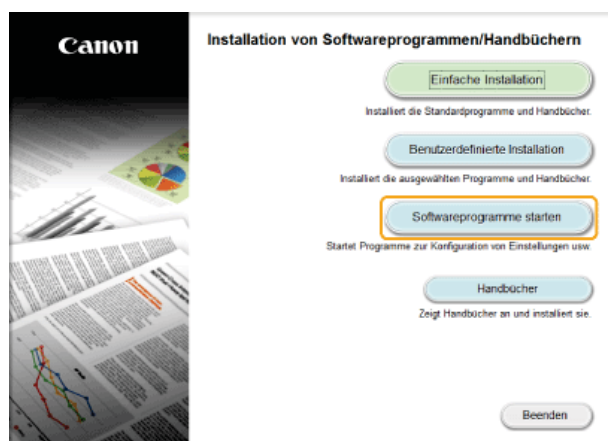 Canon
Installation von Softwareprogrammen/Handbüchern
Einfache Installation
Installiert die Standardprogramme und Handbücher.
Benutzerdefinierte Installation
Installiert die ausgewählten Programme und Handbücher.
Softwareprogramme starten
Startet Programme zur Konfiguration von Einstellungen usw.
Handbücher
Zeigt Handbücher an und installiert sie.
Beenden